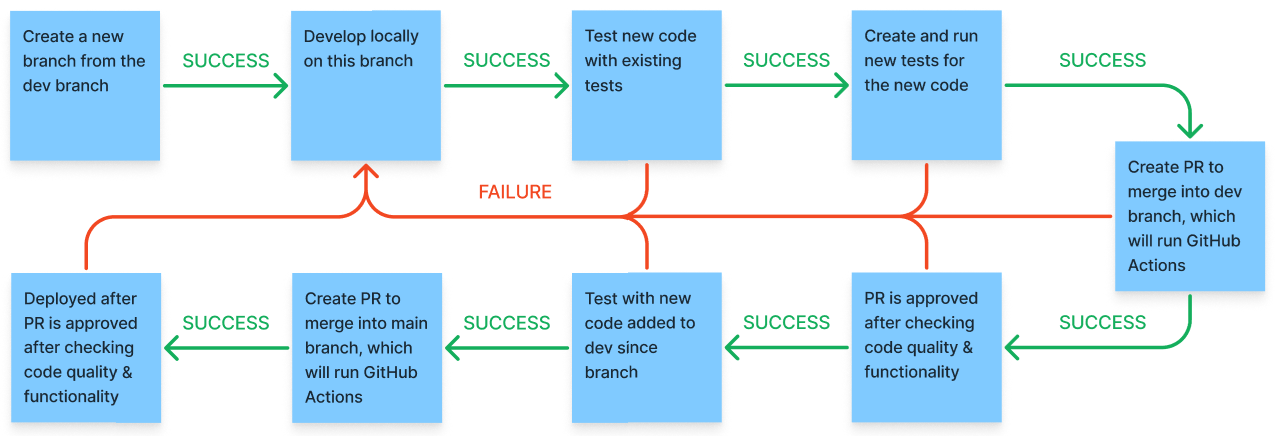 Create a new
branch from the
dev branch
SUCCESS
Develop locally
on this branch
SUCCESS
Test new code
with existing
tests
SUCCESS
Create and run
new tests for
the new code
SUCCESS
Create PR to
merge into dev
branch, which
will run GitHub
Actions
FAILURE
SUCCESS
PR is approved
after checking
code quality &
functionality
SUCCESS
Test with new
code added to
dev since
branch
SUCCESS
Create PR to
merge into main
branch, which
will run GitHub
Actions
SUCCESS
Deployed after
PR is approved
after checking
code quality &
functionality